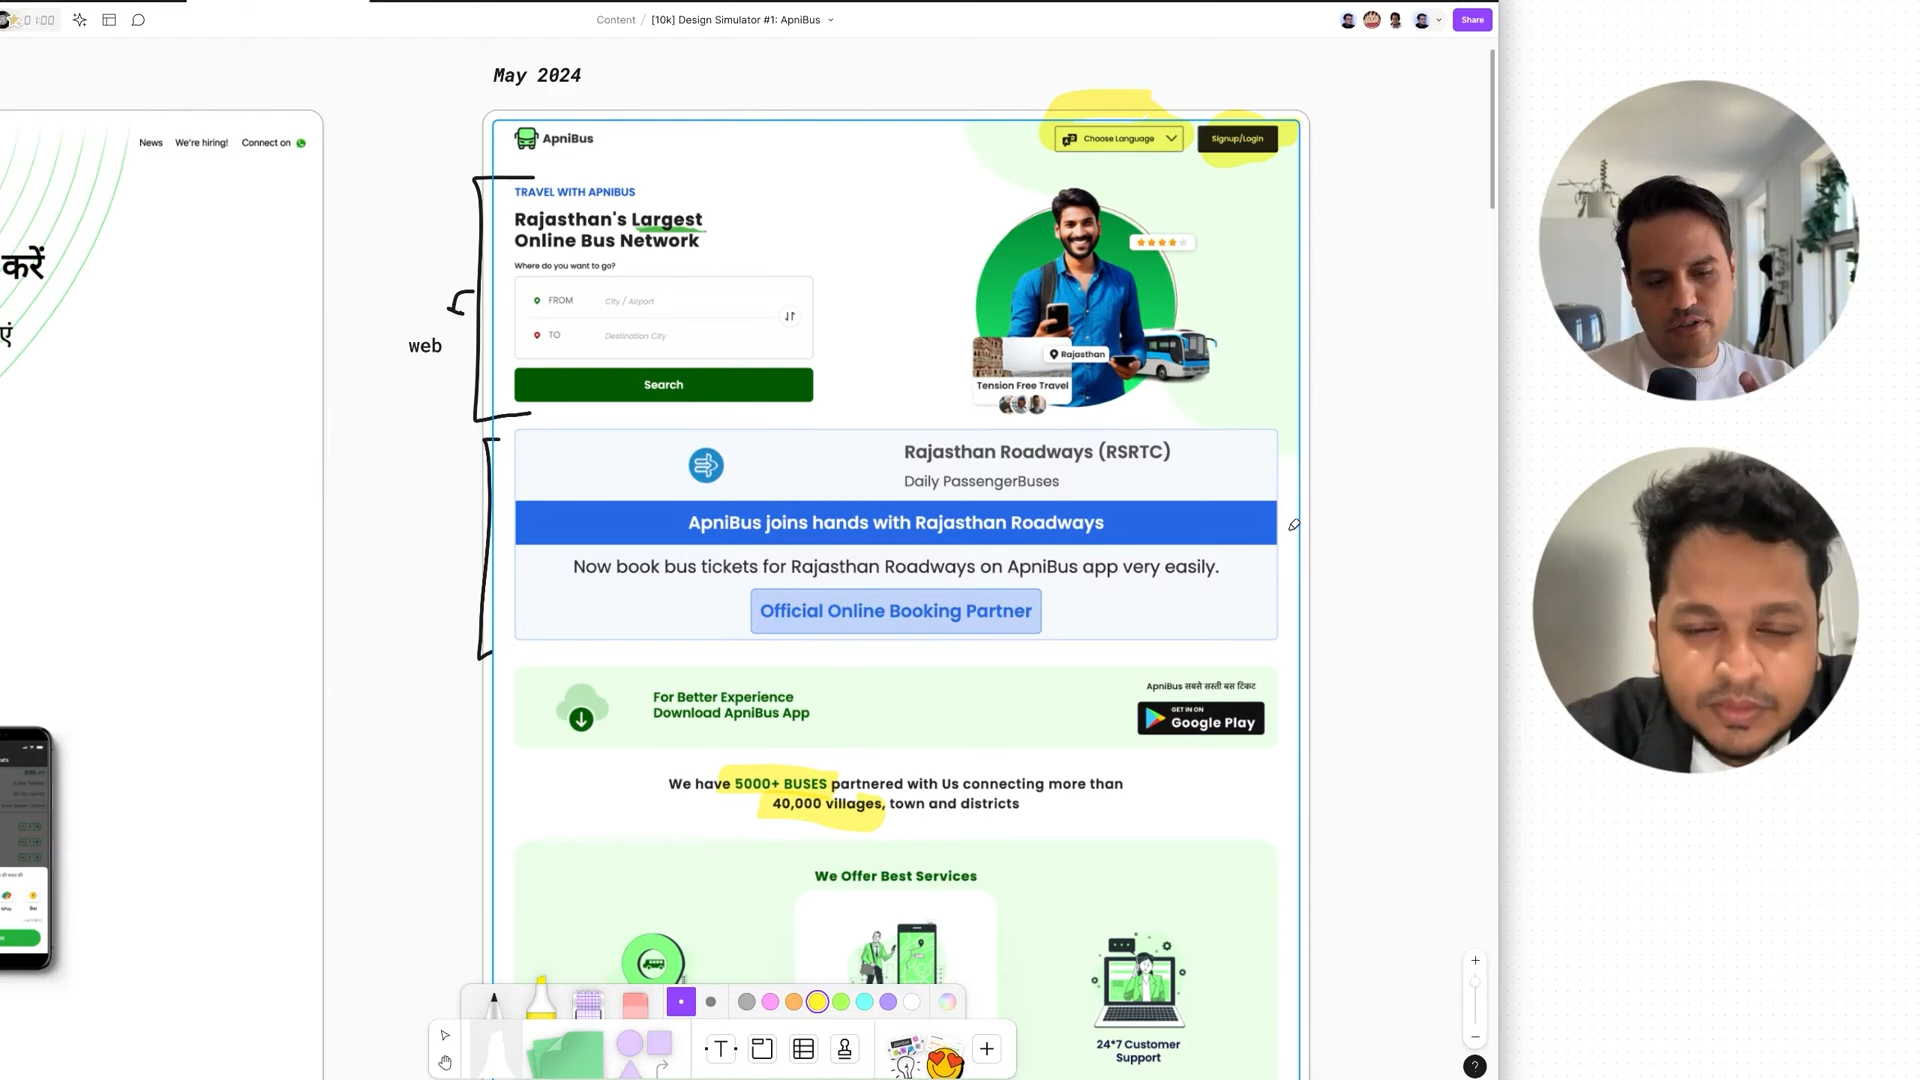 1:00
Content / [10k] Design Simulator #1: ApniBus
Share
May 2024
News We're hiring! Connect on
करें
एं
web
ApniBus
Choose Language
Signup/Login
TRAVEL WITH APNIBUS
Rajasthan's Largest
Online Bus Network
Where do you want to go?
FROM City / Airport
TO Destination City
Search
Rajasthan
Tension Free Travel
Rajasthan Roadways (RSRTC)
Daily PassengerBuses
ApniBus joins hands with Rajasthan Roadways
Now book bus tickets for Rajasthan Roadways on ApniBus app very easily.
Official Online Booking Partner
For Better Experience
Download ApniBus App
ApniBus सबसे सस्ती बस टिकट
GET IN ON
Google Play
We have 5000+ BUSES partnered with Us connecting more than
40,000 villages, town and districts
We Offer Best Services
24*7 Customer
Support
T
?